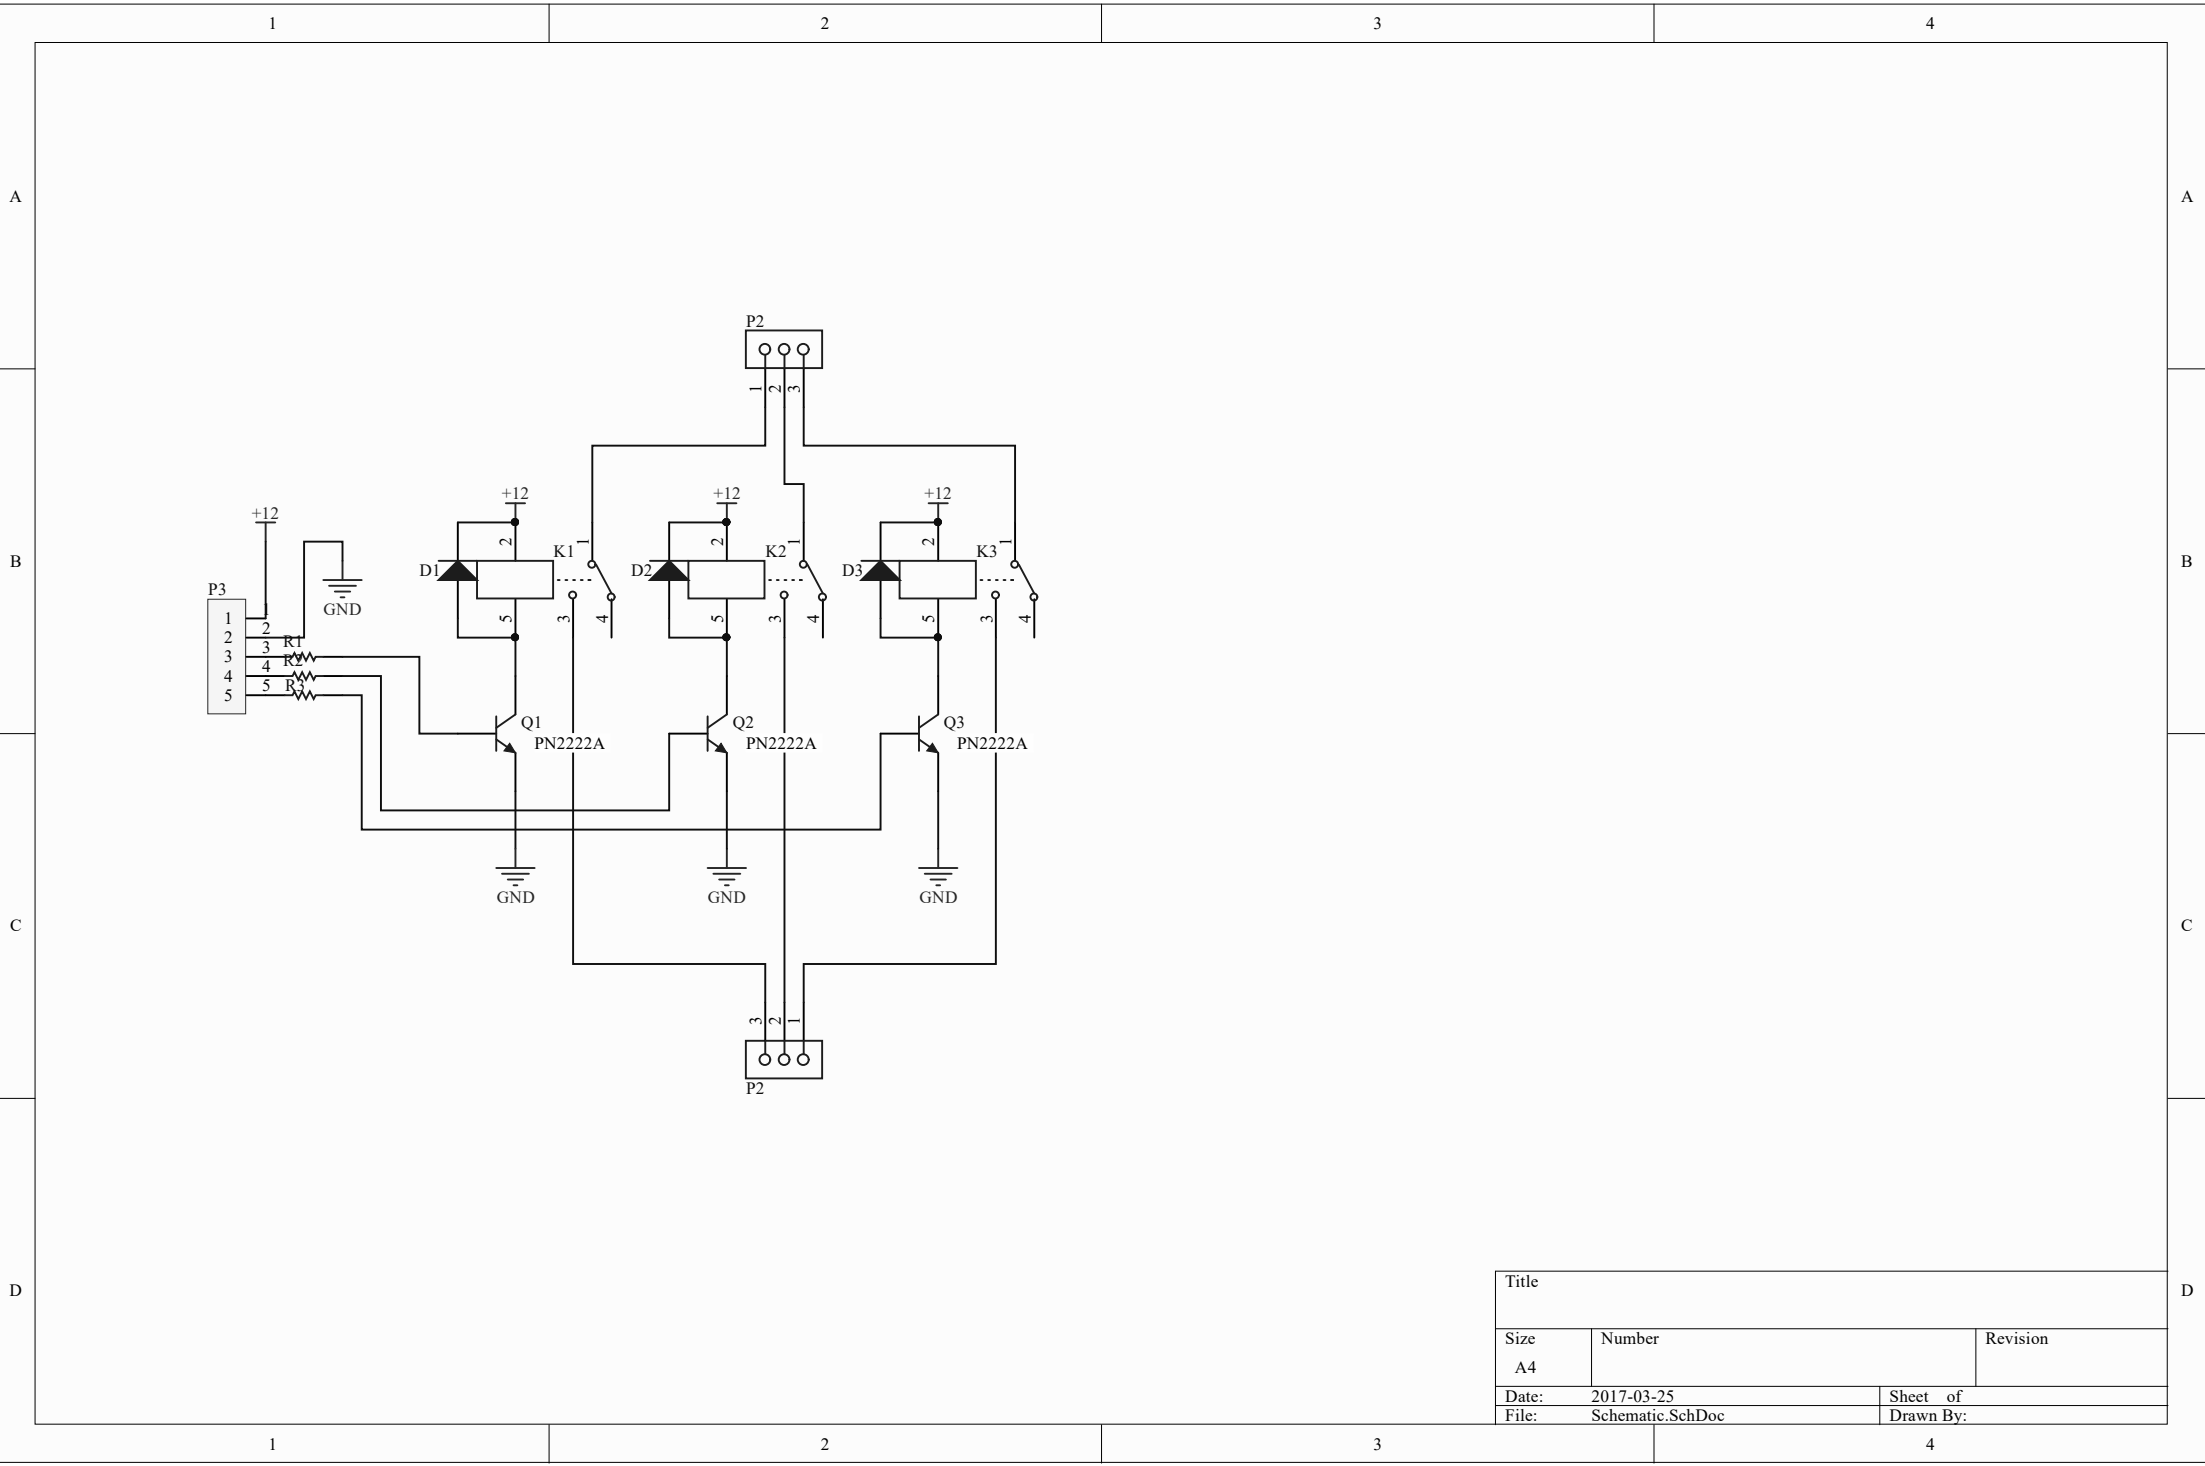 1 2 3 4
A A
P2
1 2 3
+12 +12 +12
+12
2 K1 1 2 K2 1 2 K3 1
B B
D1 D2 D3
P3
GND
5 3 4 5 3 4 5 3 4
1 1
2 2
R1
3 3
R2
4 4
R3
5 5
Q1 Q2 Q3
PN2222A PN2222A PN2222A
GND GND GND
C C
3 2 1
P2
D D
Title
Size Number Revision
A4
Date: 2017-03-25 Sheet of
File: Schematic.SchDoc Drawn By:
1 2 3 4